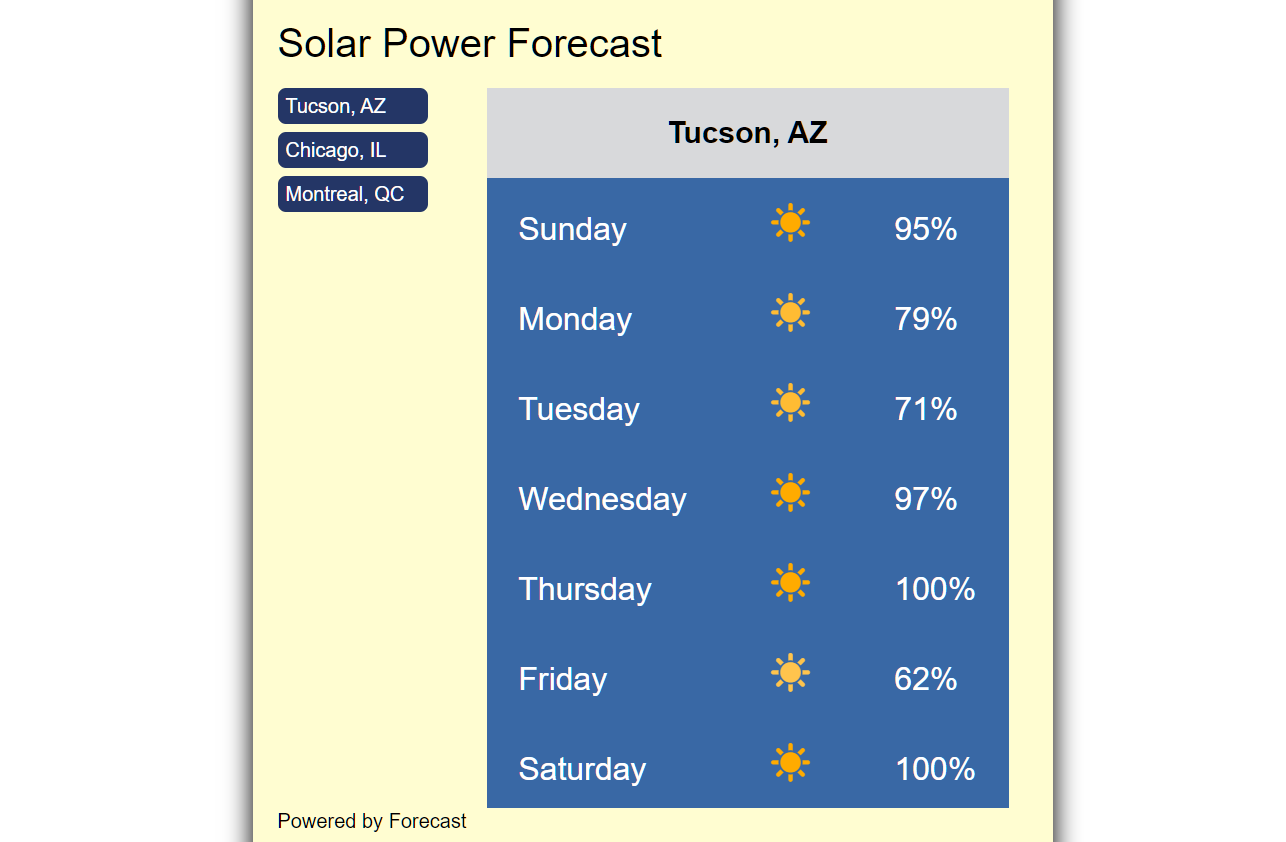 Solar Power Forecast
Tucson, AZ
Chicago, IL
Montreal, QC
Tucson, AZ
Sunday 95%
Monday 79%
Tuesday 71%
Wednesday 97%
Thursday 100%
Friday 62%
Saturday 100%
Powered by Forecast